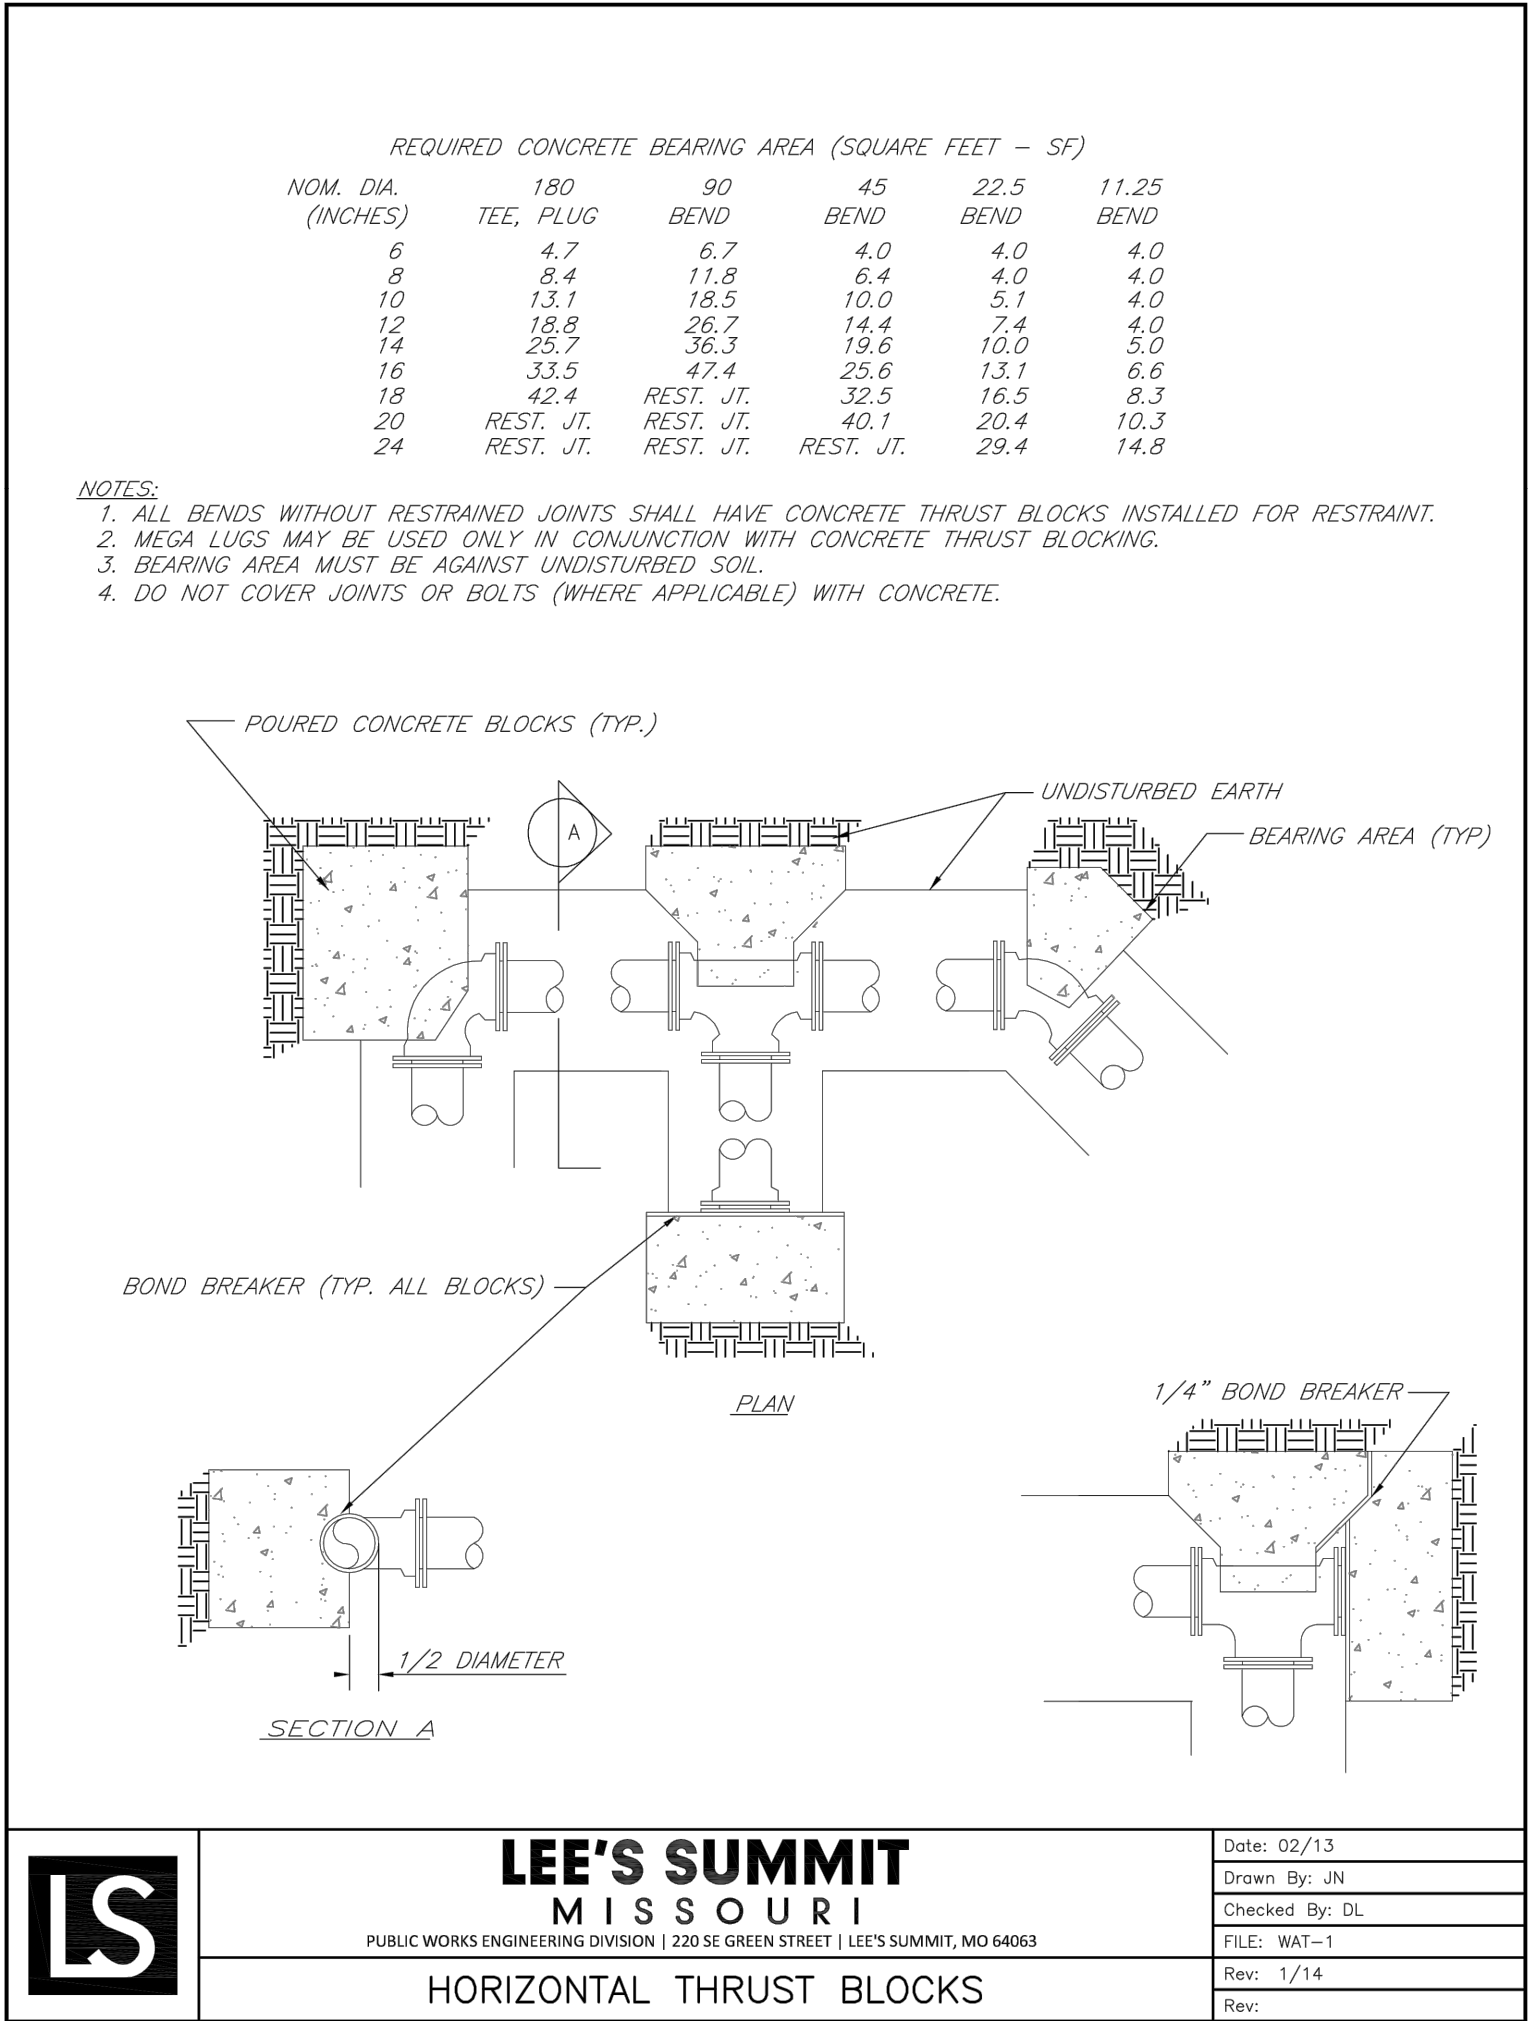 REQUIRED CONCRETE BEARING AREA (SQUARE FEET – SF)
NOM. DIA. 180 90 45 22.5 11.25
(INCHES) TEE, PLUG BEND BEND BEND BEND
6 4.7 6.7 4.0 4.0 4.0
8 8.4 11.8 6.4 4.0 4.0
10 13.1 18.5 10.0 5.1 4.0
12 18.8 26.7 14.4 7.4 4.0
14 25.7 36.3 19.6 10.0 5.0
16 33.5 47.4 25.6 13.1 6.6
18 42.4 REST. JT. 32.5 16.5 8.3
20 REST. JT. REST. JT. 40.1 20.4 10.3
24 REST. JT. REST. JT. REST. JT. 29.4 14.8
NOTES:
1. ALL BENDS WITHOUT RESTRAINED JOINTS SHALL HAVE CONCRETE THRUST BLOCKS INSTALLED FOR RESTRAINT.
2. MEGA LUGS MAY BE USED ONLY IN CONJUNCTION WITH CONCRETE THRUST BLOCKING.
3. BEARING AREA MUST BE AGAINST UNDISTURBED SOIL.
4. DO NOT COVER JOINTS OR BOLTS (WHERE APPLICABLE) WITH CONCRETE.
POURED CONCRETE BLOCKS (TYP.)
UNDISTURBED EARTH
A
BEARING AREA (TYP)
BOND BREAKER (TYP. ALL BLOCKS)
PLAN
1/4" BOND BREAKER
1/2 DIAMETER
SECTION A
LS
LEE'S SUMMIT
MISSOURI
PUBLIC WORKS ENGINEERING DIVISION | 220 SE GREEN STREET | LEE'S SUMMIT, MO 64063
HORIZONTAL THRUST BLOCKS
Date: 02/13
Drawn By: JN
Checked By: DL
FILE: WAT–1
Rev: 1/14
Rev: